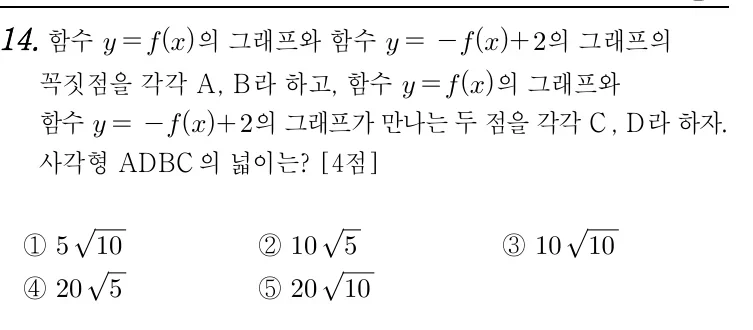 14. 함수 y=f(x)의 그래프와 함수 y=-f(x)+2의 그래프의
꼭짓점을 각각 A, B라 하고, 함수 y=f(x)의 그래프와
함수 y=-f(x)+2의 그래프가 만나는 두 점을 각각 C, D라 하자.
사각형 ADBC의 넓이는? [4점]
① 5√10 ② 10√5 ③ 10√10
④ 20√5 ⑤ 20√10